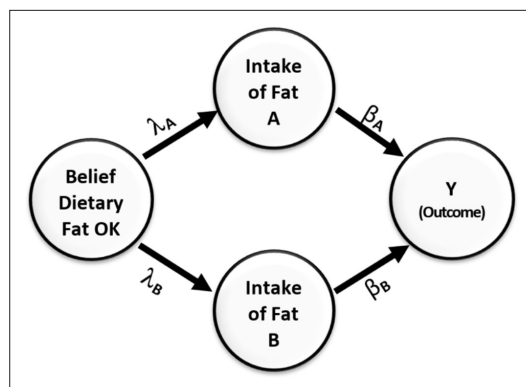 Intake
of Fat
A
λA
βA
Belief
Dietary
Fat OK
Y
(Outcome)
λB
βB
Intake
of Fat
B